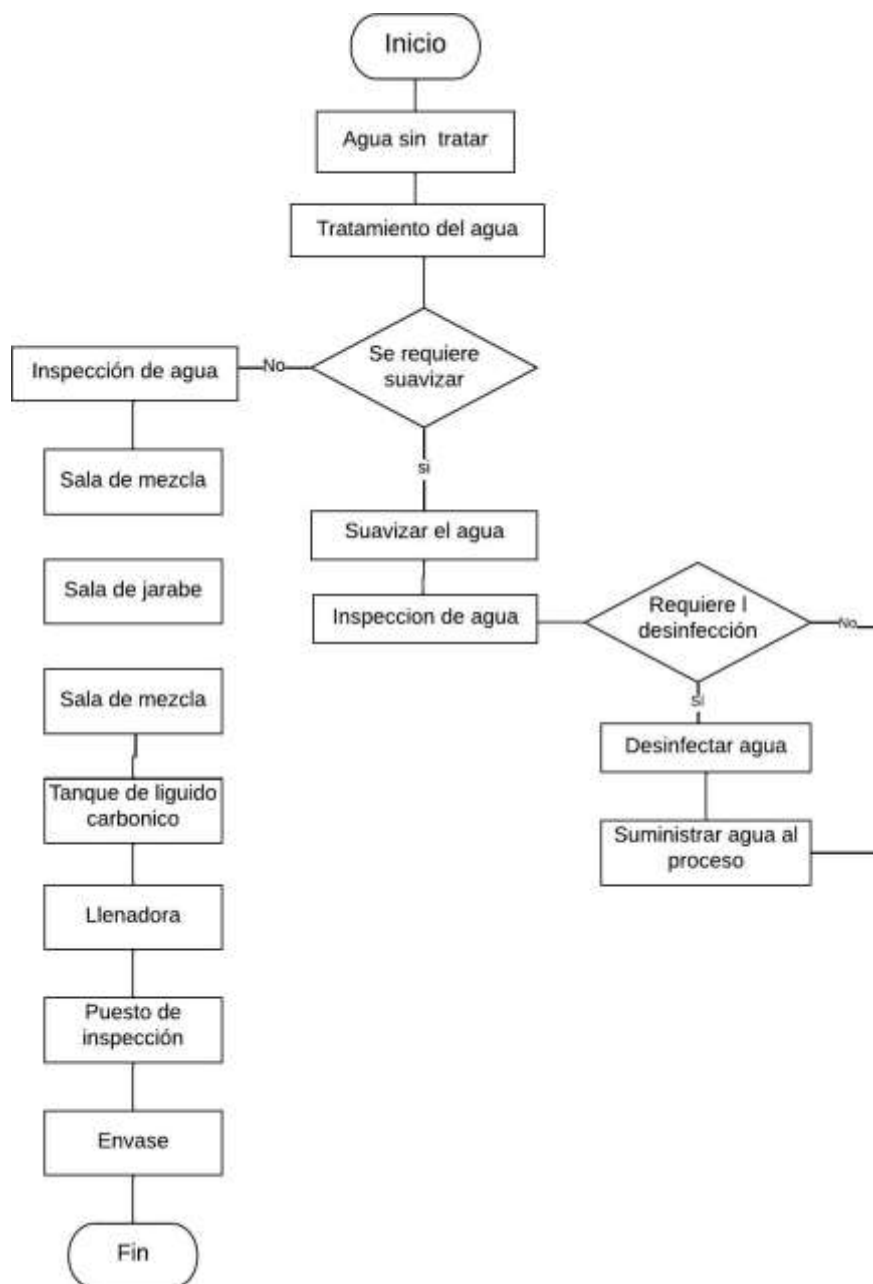 Inicio
Agua sin tratar
Tratamiento del agua
Se requiere
suavizar
No
Inspección de agua
Sala de mezcla
si
Suavizar el agua
Sala de jarabe
Inspeccion de agua
Requiere l
desinfección
No
Si
Sala de mezcla
Desinfectar agua
Tanque de liguido
carbonico
Suministrar agua al
proceso
Llenadora
Puesto de
inspección
Envase
Fin